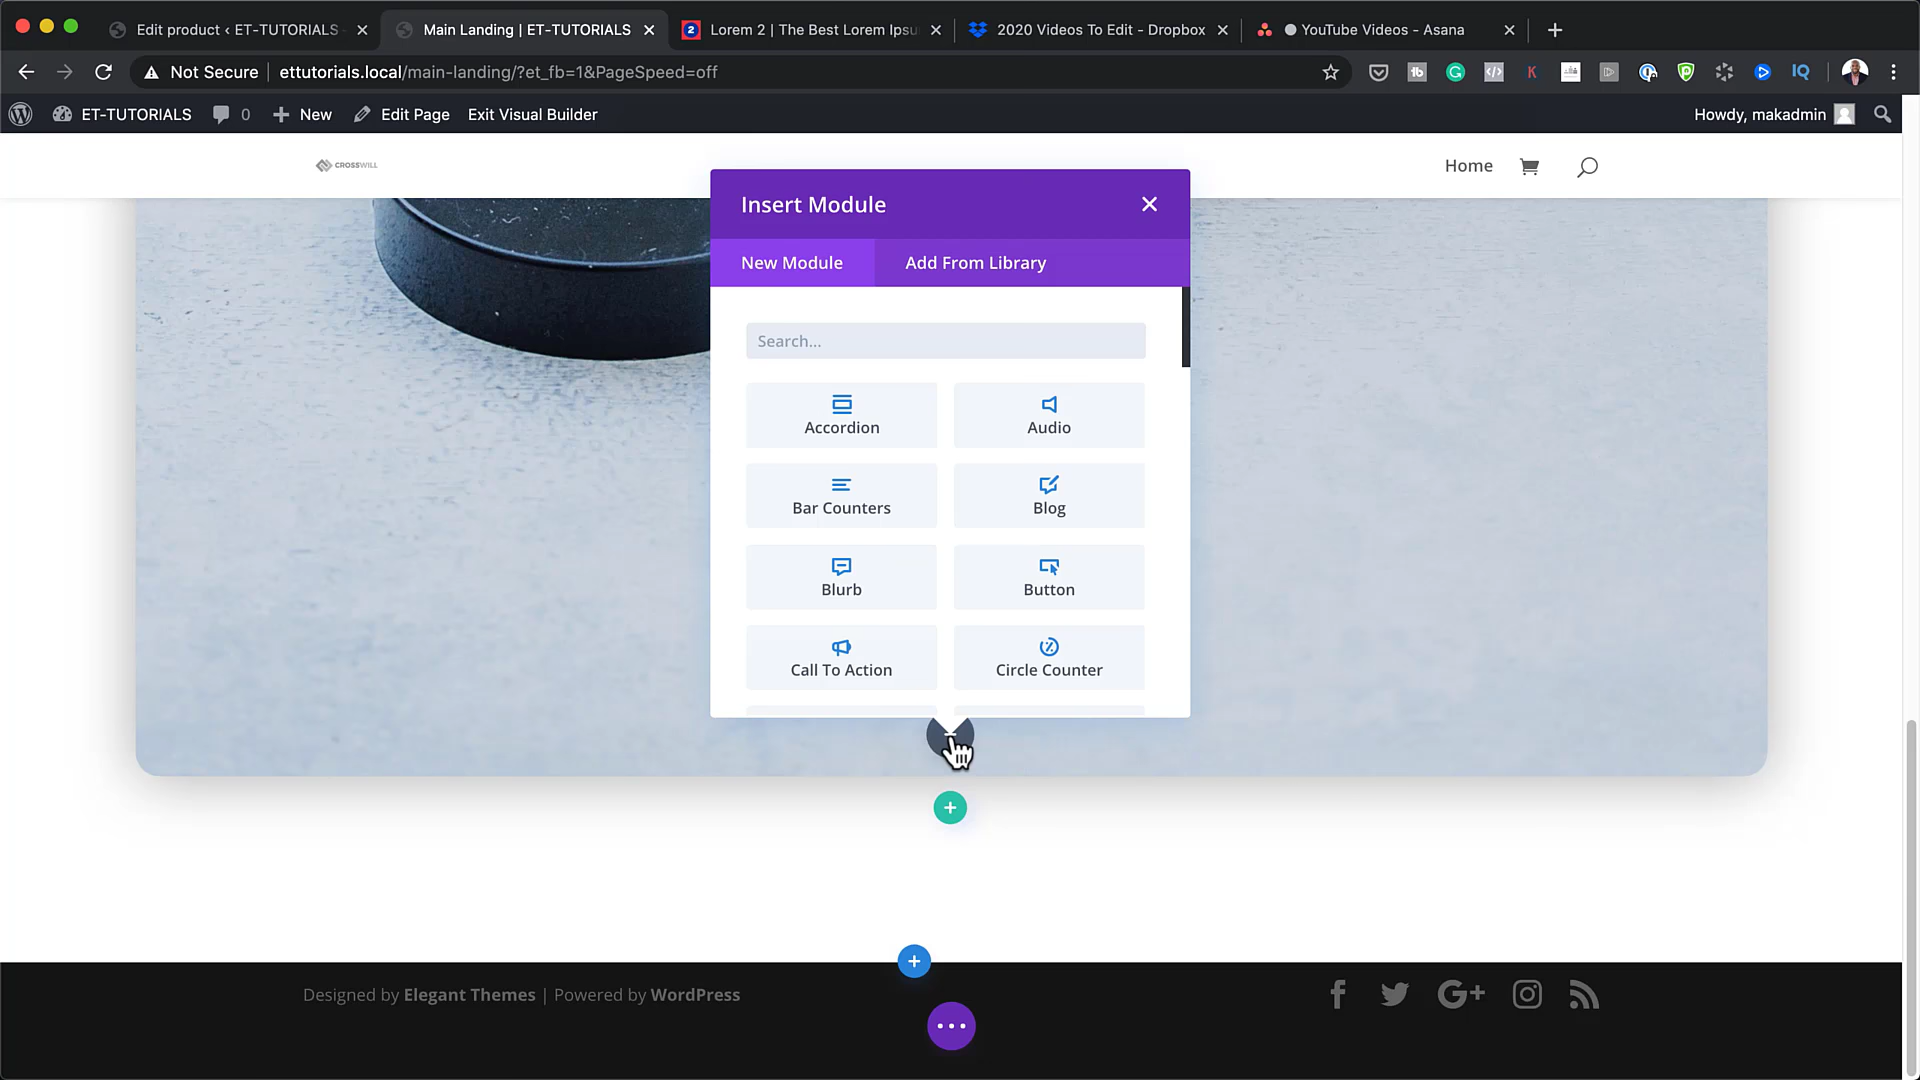 Edit product ‹ ET-TUTORIALS
Main Landing | ET-TUTORIALS
Lorem 2 | The Best Lorem Ipsu
2020 Videos To Edit - Dropbox
YouTube Videos - Asana
Not Secure
ettutorials.local/main-landing/?et_fb=1&PageSpeed=off
ET-TUTORIALS
0
New
Edit Page
Exit Visual Builder
Howdy, makadmin
CROSSWILL
Home
Insert Module
New Module
Add From Library
Search...
Accordion
Audio
Bar Counters
Blog
Blurb
Button
Call To Action
Circle Counter
Designed by Elegant Themes | Powered by WordPress